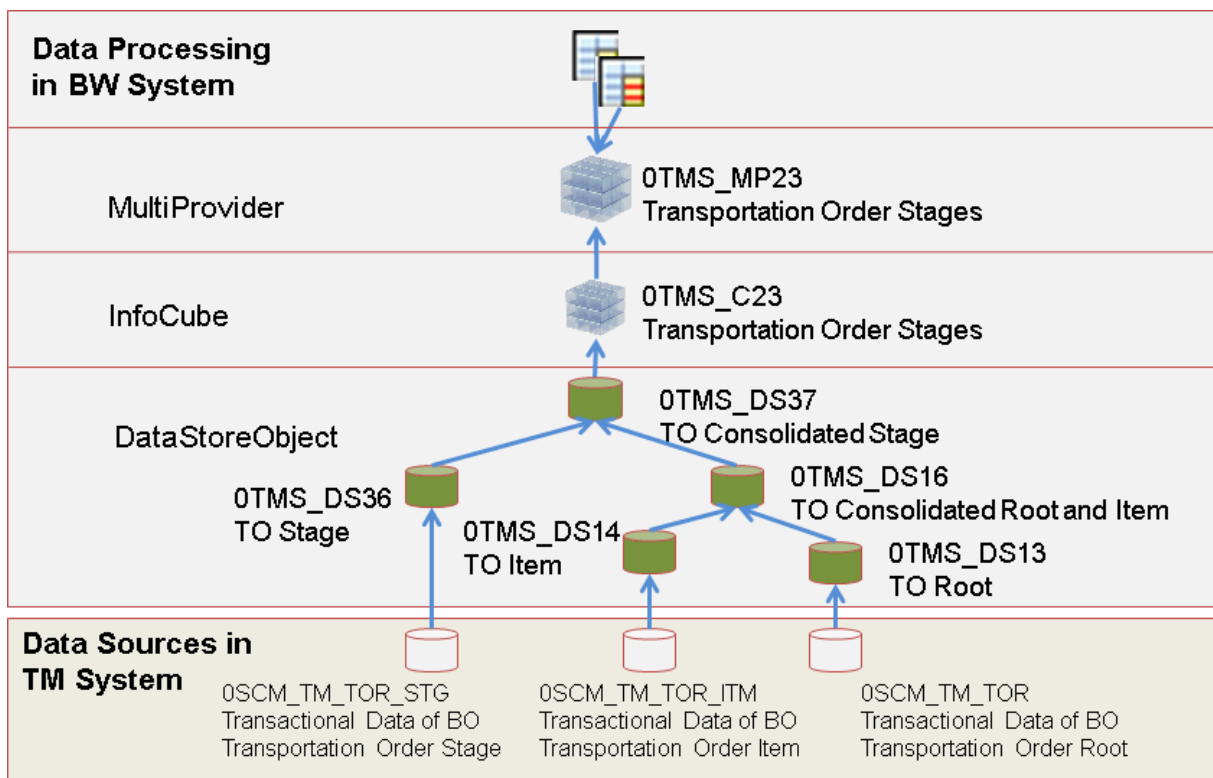 Data Processing
in BW System
MultiProvider
0TMS_MP23
Transportation Order Stages
InfoCube
0TMS_C23
Transportation Order Stages
DataStoreObject
0TMS_DS37
TO Consolidated Stage
0TMS_DS36
TO Stage
0TMS_DS16
TO Consolidated Root and Item
0TMS_DS14
TO Item
0TMS_DS13
TO Root
Data Sources in
TM System
0SCM_TM_TOR_STG
Transactional Data of BO
Transportation Order Stage
0SCM_TM_TOR_ITM
Transactional Data of BO
Transportation Order Item
0SCM_TM_TOR
Transactional Data of BO
Transportation Order Root